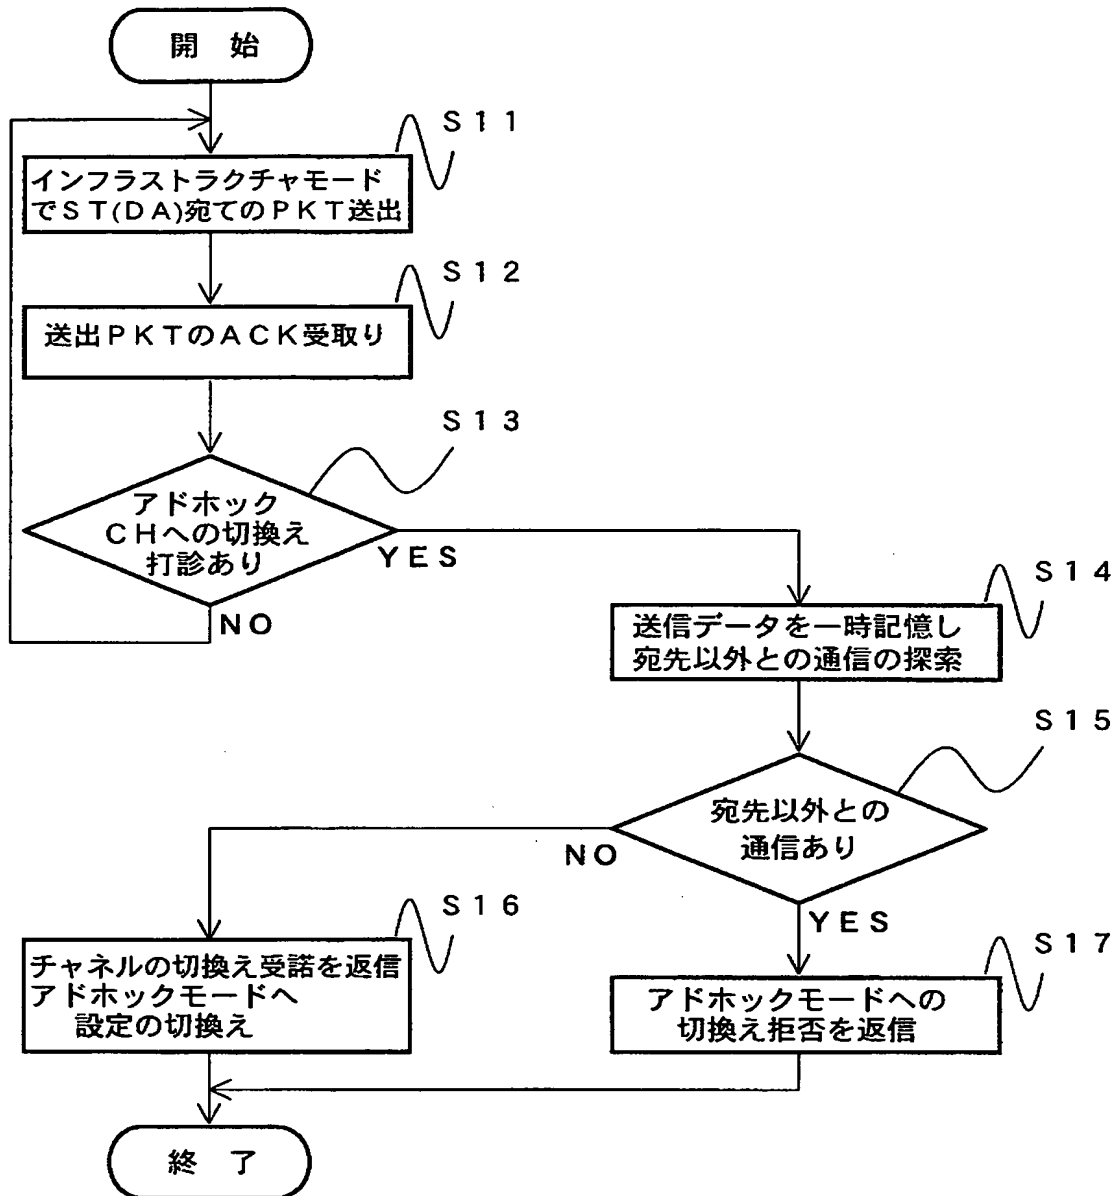 開 始
S11
インフラストラクチャモード
でST(DA)宛てのPKT送出
S12
送出PKTのACK受取り
S13
アドホック
CHへの切換え
打診あり
YES
NO
S14
送信データを一時記憶し
宛先以外との通信の探索
S15
宛先以外との
通信あり
NO
YES
S16
チャネルの切換え受諾を返信
アドホックモードへ
設定の切換え
S17
アドホックモードへの
切換え拒否を返信
終 了